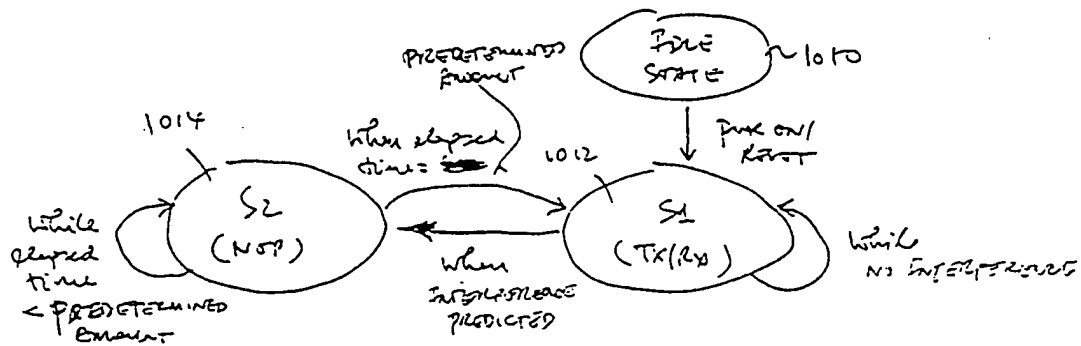 IDLE
STATE
1010
PWR ON/
RESET
PREDETERMINED
AMOUNT
1014
When elapsed
time =
1012
S2
(NOP)
S1
(TX/RX)
While
elapsed
time
< PREDETERMINED
AMOUNT
When
INTERFERENCE
PREDICTED
While
NO INTERFERENCE